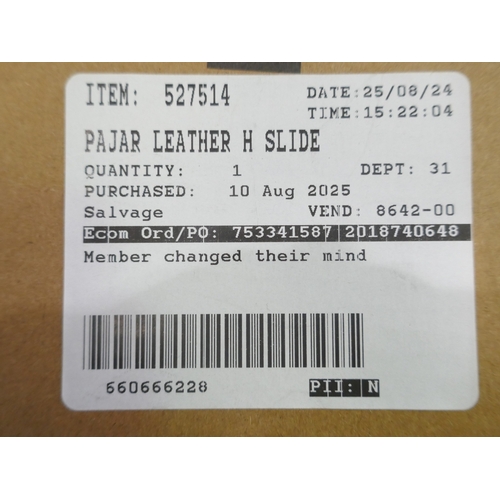 ITEM: 527514 DATE:25/08/24
TIME:15:22:04
PAJAR LEATHER H SLIDE
QUANTITY: 1 DEPT: 31
PURCHASED: 10 Aug 2025
Salvage VEND: 8642-00
Ecom Ord/PO: 753341587 2018740648
Member changed their mind
660666228 PII: N